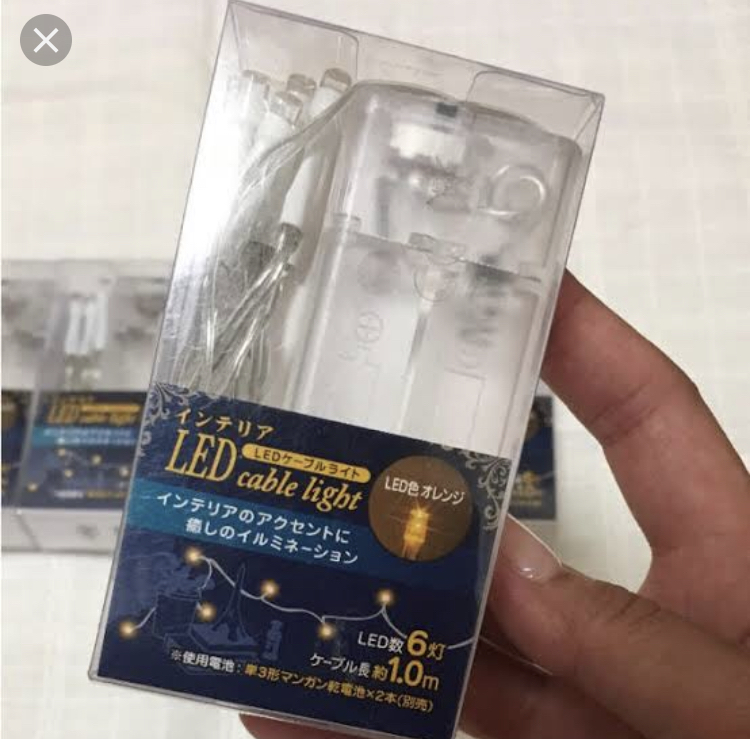 インテリア
LED
LEDケーブルライト
cable light
LED色 オレンジ
インテリアのアクセントに
癒しのイルミネーション
LED数6灯
ケーブル長約1.0m
※使用電池:単3形マンガン乾電池×2本(別売)
LED
cable light